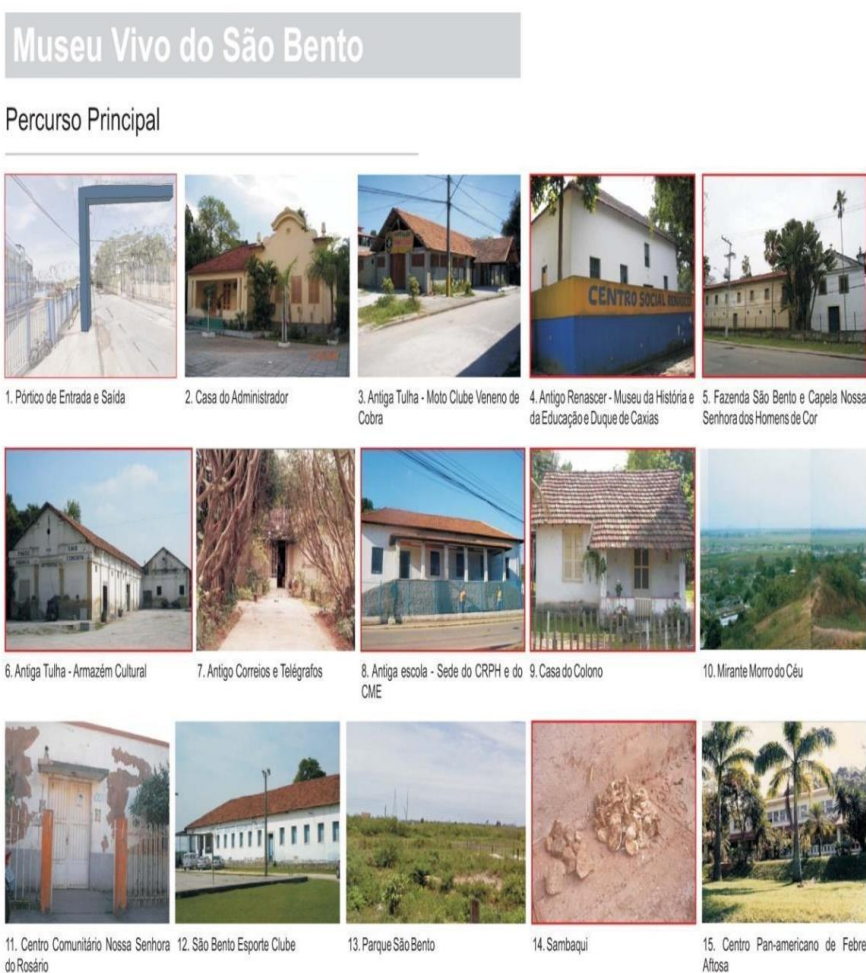 Museu Vivo do São Bento
Percurso Principal
CENTRO SOCIAL
1. Pórtico de Entrada e Saída
2. Casa do Administrador
3. Antiga Tulha - Moto Clube Veneno de
Cobra
4. Antigo Renascer - Museu da História e
da Educação e Duque de Caxias
5. Fazenda São Bento e Capela Nossa
Senhora dos Homens de Cor
6. Antiga Tulha - Armazém Cultural
7. Antigo Correios e Telégrafos
8. Antiga escola - Sede do CRPH e do
CME
9. Casa do Colono
10. Mirante Morro do Céu
11. Centro Comunitário Nossa Senhora
do Rosário
12. São Bento Esporte Clube
13. Parque São Bento
14. Sambaqui
15. Centro Pan-americano de Febre
Aftosa